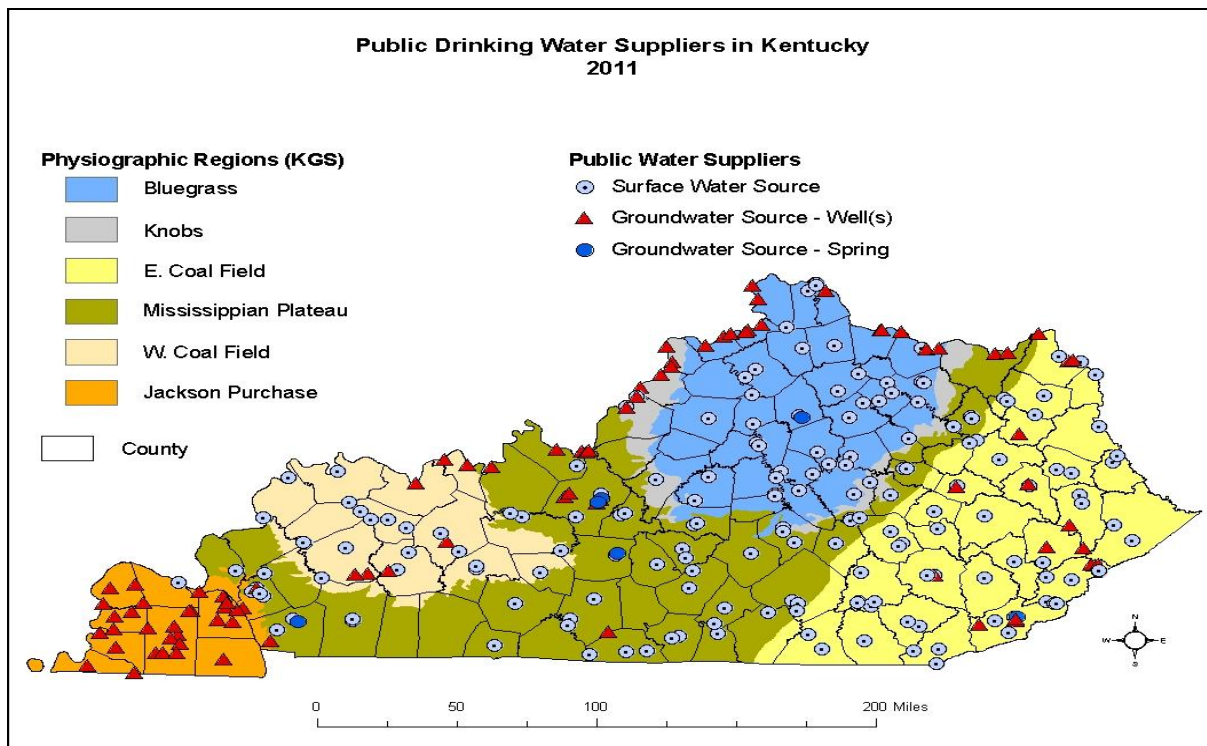 Public Drinking Water Suppliers in Kentucky
2011
Physiographic Regions (KGS)
Bluegrass
Knobs
E. Coal Field
Mississippian Plateau
W. Coal Field
Jackson Purchase
County
Public Water Suppliers
Surface Water Source
Groundwater Source - Well(s)
Groundwater Source - Spring
N
W E
S
0 50 100 200 Miles